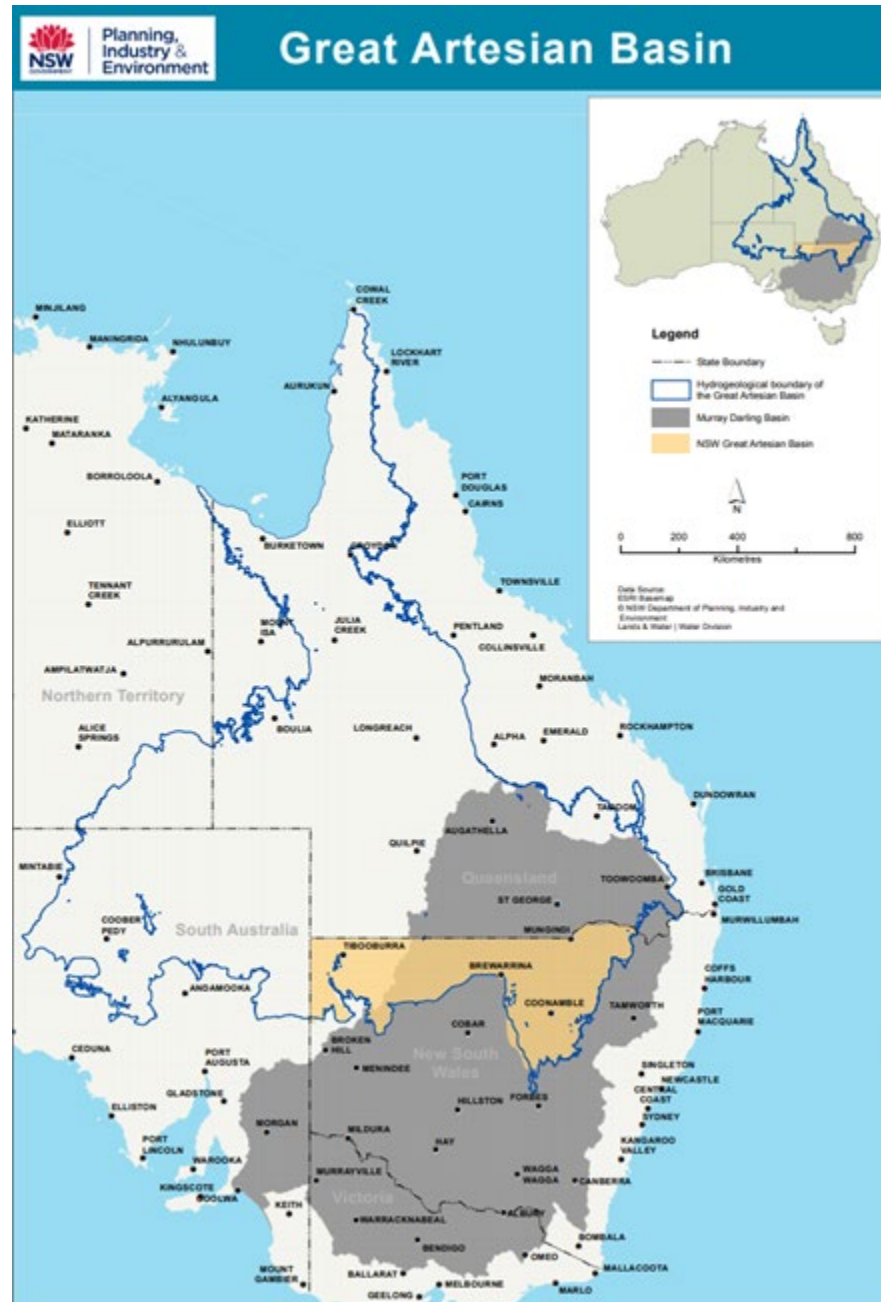 NSW
GOVERNMENT
Planning,
Industry &
Environment
Great Artesian Basin
Legend
State Boundary
Hydrogeological boundary of
the Great Artesian Basin
Murray Darling Basin
NSW Great Artesian Basin
N
0 200 400 800
Kilometres
Data Source:
ESRI Basemap
© NSW Department of Planning, Industry and
Environment
Lands & Water | Water Division
COWAL
CREEK
MINJILANG
MANINGRIDA
NHULUNBUY
LOCKHART
RIVER
AURUKUN
ALYANGULA
KATHERINE
MATARANKA
BORROLOOLA
PORT
DOUGLAS
CAIRNS
ELLIOTT
BURKETOWN
CROYDON
TENNANT
CREEK
TOWNSVILLE
MOUNT
ISA
JULIA
CREEK
PENTLAND
COLLINSVILLE
ALPURRURULAM
AMPILATWATJA
MORANBAH
Northern Territory
ALICE
SPRINGS
BOULIA
LONGREACH
ALPHA
EMERALD
ROCKHAMPTON
DUNDOWRAN
TAROOM
AUGATHELLA
QUILPIE
MINTABIE
Queensland
TOOWOOMBA
BRISBANE
GOLD
COAST
ST GEORGE
MURWILLUMBAH
COOBER
PEDY
South Australia
MUNGINDI
TIBOOBURRA
BREWARRINA
COFFS
HARBOUR
ANDAMOOKA
COONAMBLE
TAMWORTH
PORT
MACQUARIE
COBAR
BROKEN
HILL
New South
Wales
CEDUNA
PORT
AUGUSTA
MENINDEE
SINGLETON
NEWCASTLE
CENTRAL
COAST
SYDNEY
GLADSTONE
ELLISTON
HILLSTON
FORBES
MORGAN
MILDURA
HAY
KANGAROO
VALLEY
PORT
LINCOLN
WAROOKA
MURRAYVILLE
WAGGA
WAGGA
CANBERRA
KINGSCOTE
GOOLWA
KEITH
Victoria
WARRACKNABEAL
ALBURY
BENDIGO
OMEO
BOMBALA
MOUNT
GAMBIER
BALLARAT
MELBOURNE
GEELONG
MARLO
MALLACOOTA